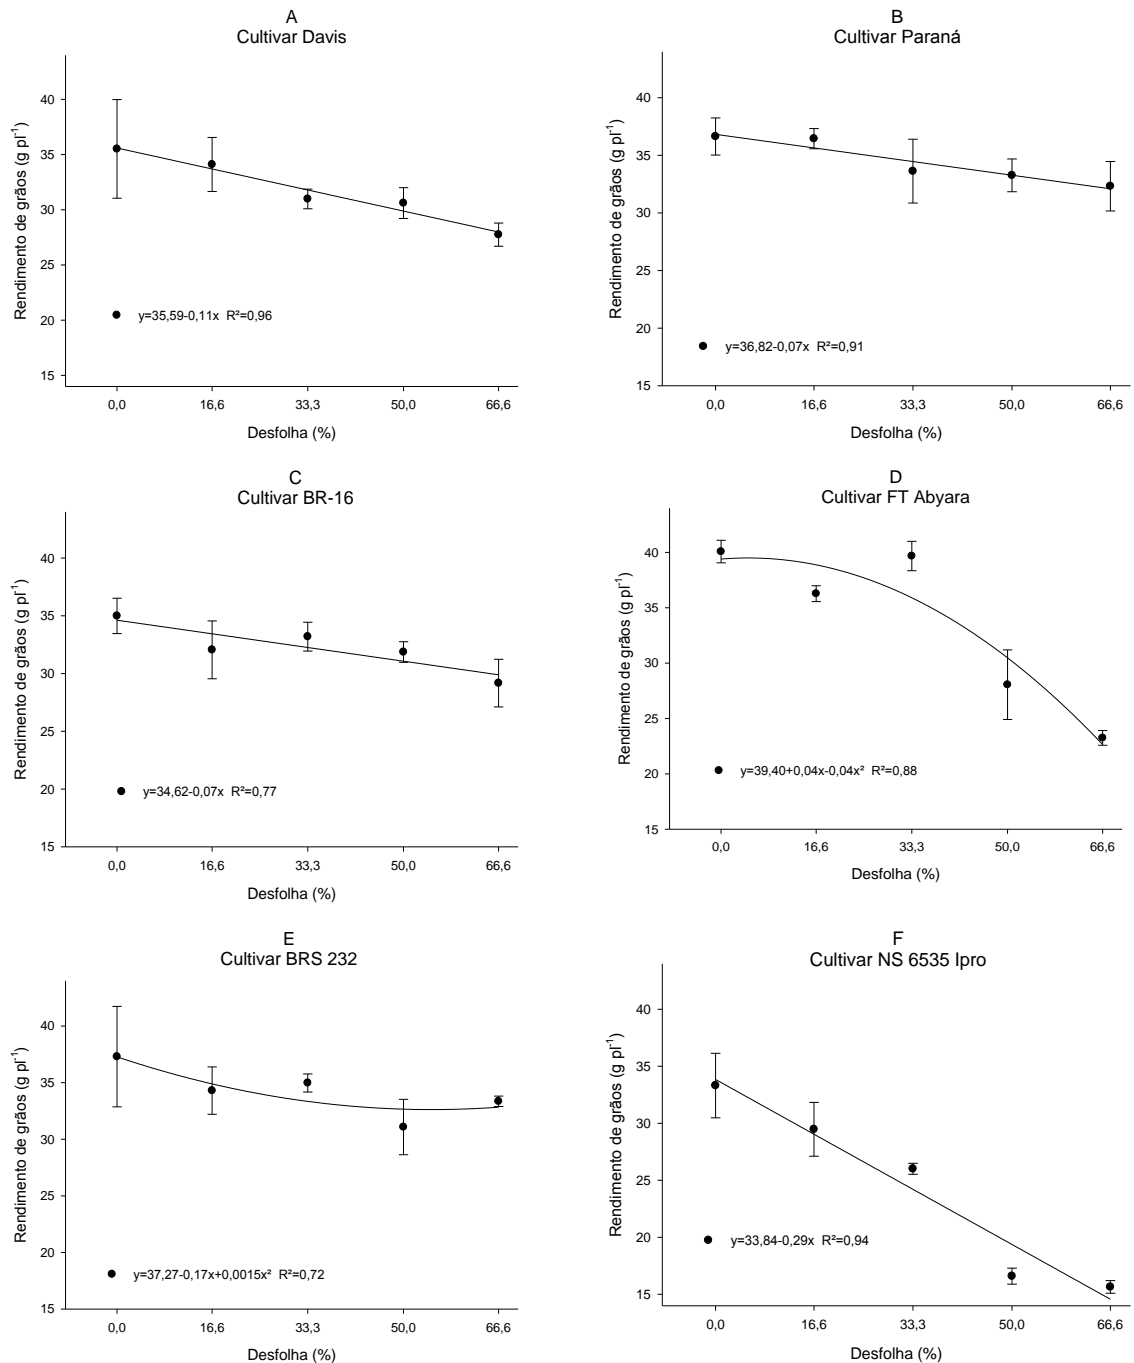 A
Cultivar Davis
Rendimento de grãos (g pl⁻¹)
40
35
30
25
20
15
y=35,59-0,11x R²=0,96
0,0 16,6 33,3 50,0 66,6
Desfolha (%)
B
Cultivar Paraná
Rendimento de grãos (g pl⁻¹)
40
35
30
25
20
15
y=36,82-0,07x R²=0,91
0,0 16,6 33,3 50,0 66,6
Desfolha (%)
C
Cultivar BR-16
Rendimento de grãos (g pl⁻¹)
40
35
30
25
20
15
y=34,62-0,07x R²=0,77
0,0 16,6 33,3 50,0 66,6
Desfolha (%)
D
Cultivar FT Abyara
Rendimento de grãos (g pl⁻¹)
40
35
30
25
20
15
y=39,40+0,04x-0,04x² R²=0,88
0,0 16,6 33,3 50,0 66,6
Desfolha (%)
E
Cultivar BRS 232
Rendimento de grãos (g pl⁻¹)
40
35
30
25
20
15
y=37,27-0,17x+0,0015x² R²=0,72
0,0 16,6 33,3 50,0 66,6
Desfolha (%)
F
Cultivar NS 6535 Ipro
Rendimento de grãos (g pl⁻¹)
40
35
30
25
20
15
y=33,84-0,29x R²=0,94
0,0 16,6 33,3 50,0 66,6
Desfolha (%)